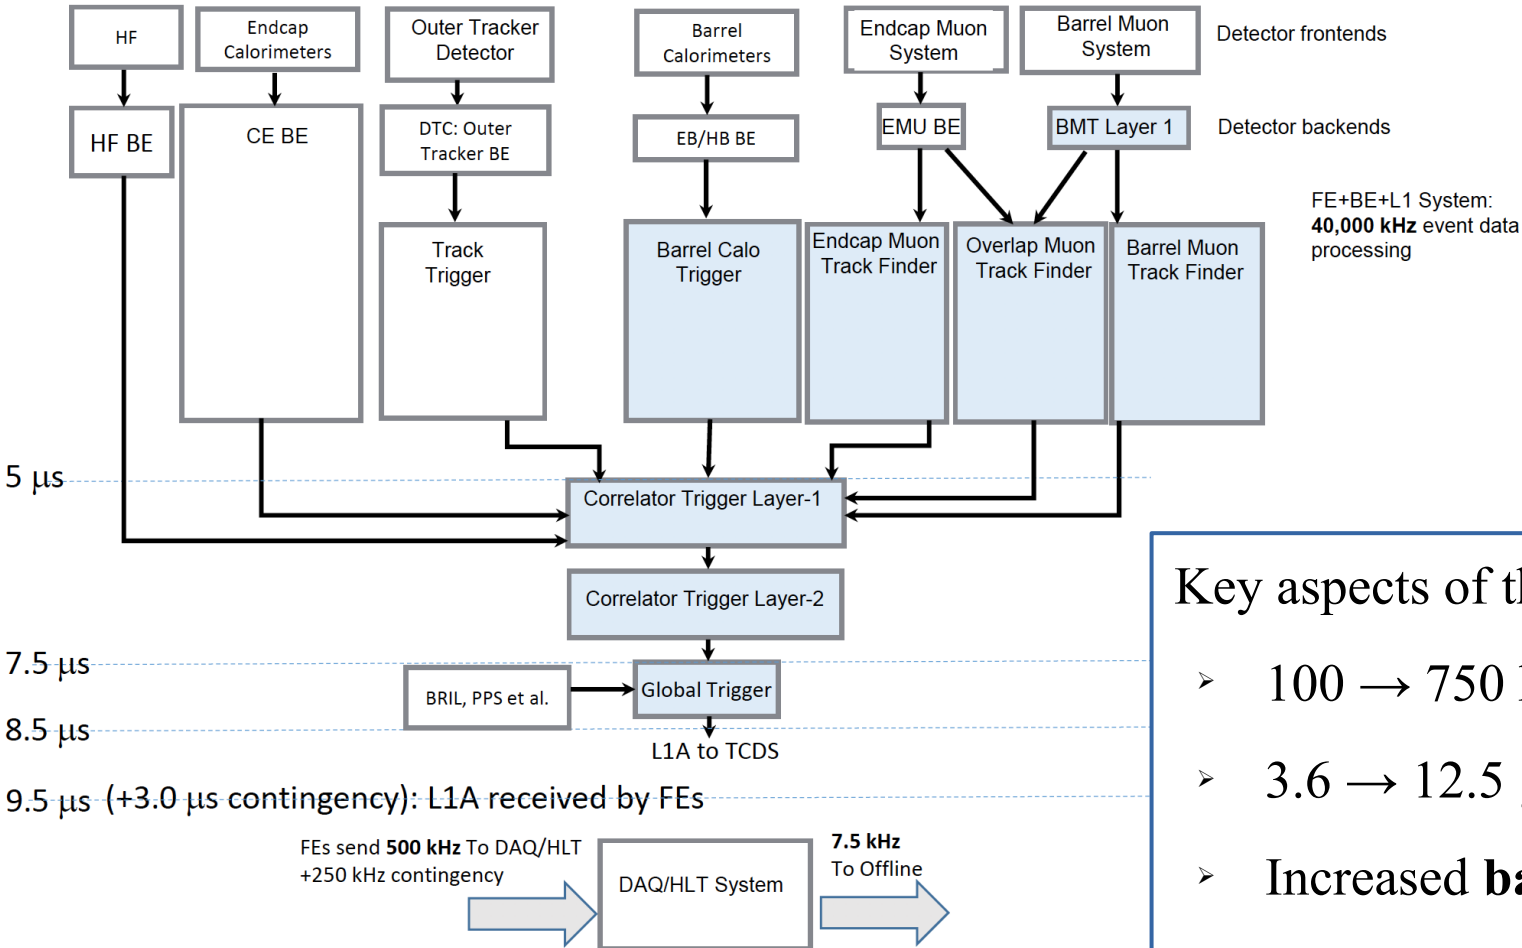 HF
Endcap
Calorimeters
Outer Tracker
Detector
Barrel
Calorimeters
Endcap Muon
System
Barrel Muon
System
Detector frontends
HF BE
CE BE
DTC: Outer
Tracker BE
EB/HB BE
EMU BE
BMT Layer 1
Detector backends
FE+BE+L1 System:
40,000 kHz event data
processing
Track
Trigger
Barrel Calo
Trigger
Endcap Muon
Track Finder
Overlap Muon
Track Finder
Barrel Muon
Track Finder
5 μs
Correlator Trigger Layer-1
Correlator Trigger Layer-2
7.5 μs
BRIL, PPS et al.
Global Trigger
8.5 μs
L1A to TCDS
9.5 μs (+3.0 μs contingency): L1A received by FEs
FEs send 500 kHz To DAQ/HLT
+250 kHz contingency
DAQ/HLT System
7.5 kHz
To Offline
Key aspects of
100 → 750
3.6 → 12.5
Increased